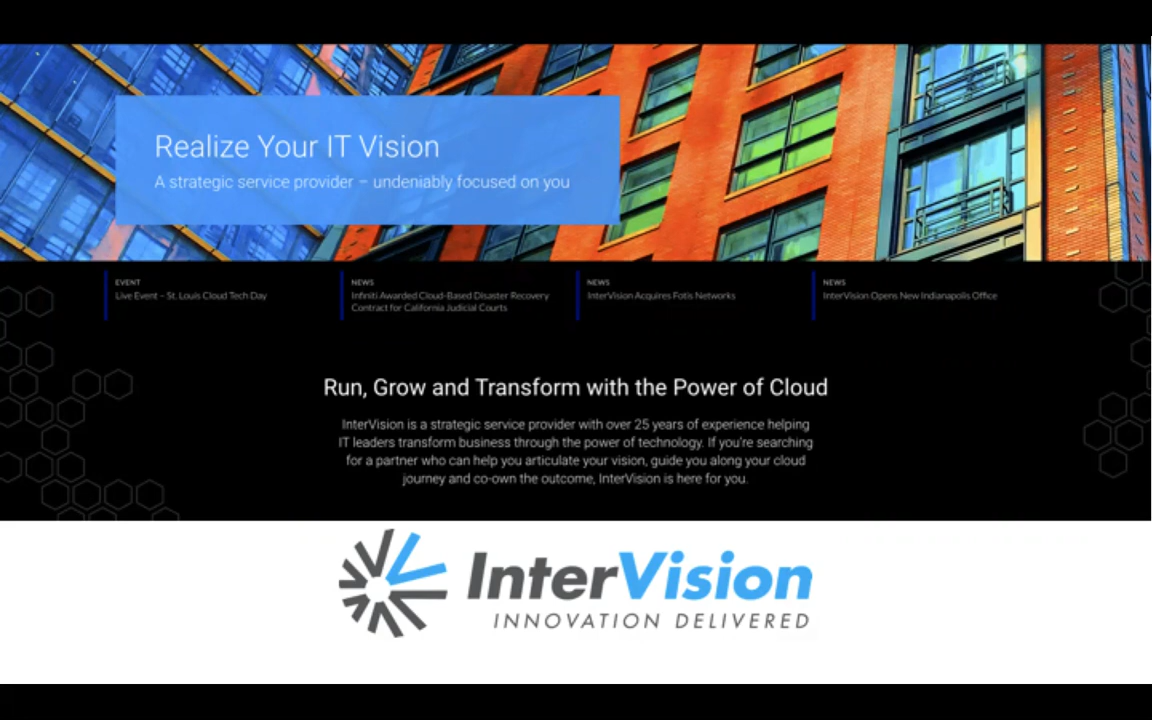 Realize Your IT Vision
A strategic service provider – undeniably focused on you
EVENT
Live Event – St. Louis Cloud Tech Day
NEWS
Infiniti Awarded Cloud-Based Disaster Recovery
Contract for California Judicial Courts
NEWS
InterVision Acquires Fotis Networks
NEWS
InterVision Opens New Indianapolis Office
Run, Grow and Transform with the Power of Cloud
InterVision is a strategic service provider with over 25 years of experience helping
IT leaders transform business through the power of technology. If you're searching
for a partner who can help you articulate your vision, guide you along your cloud
journey and co-own the outcome, InterVision is here for you.
InterVision
INNOVATION DELIVERED